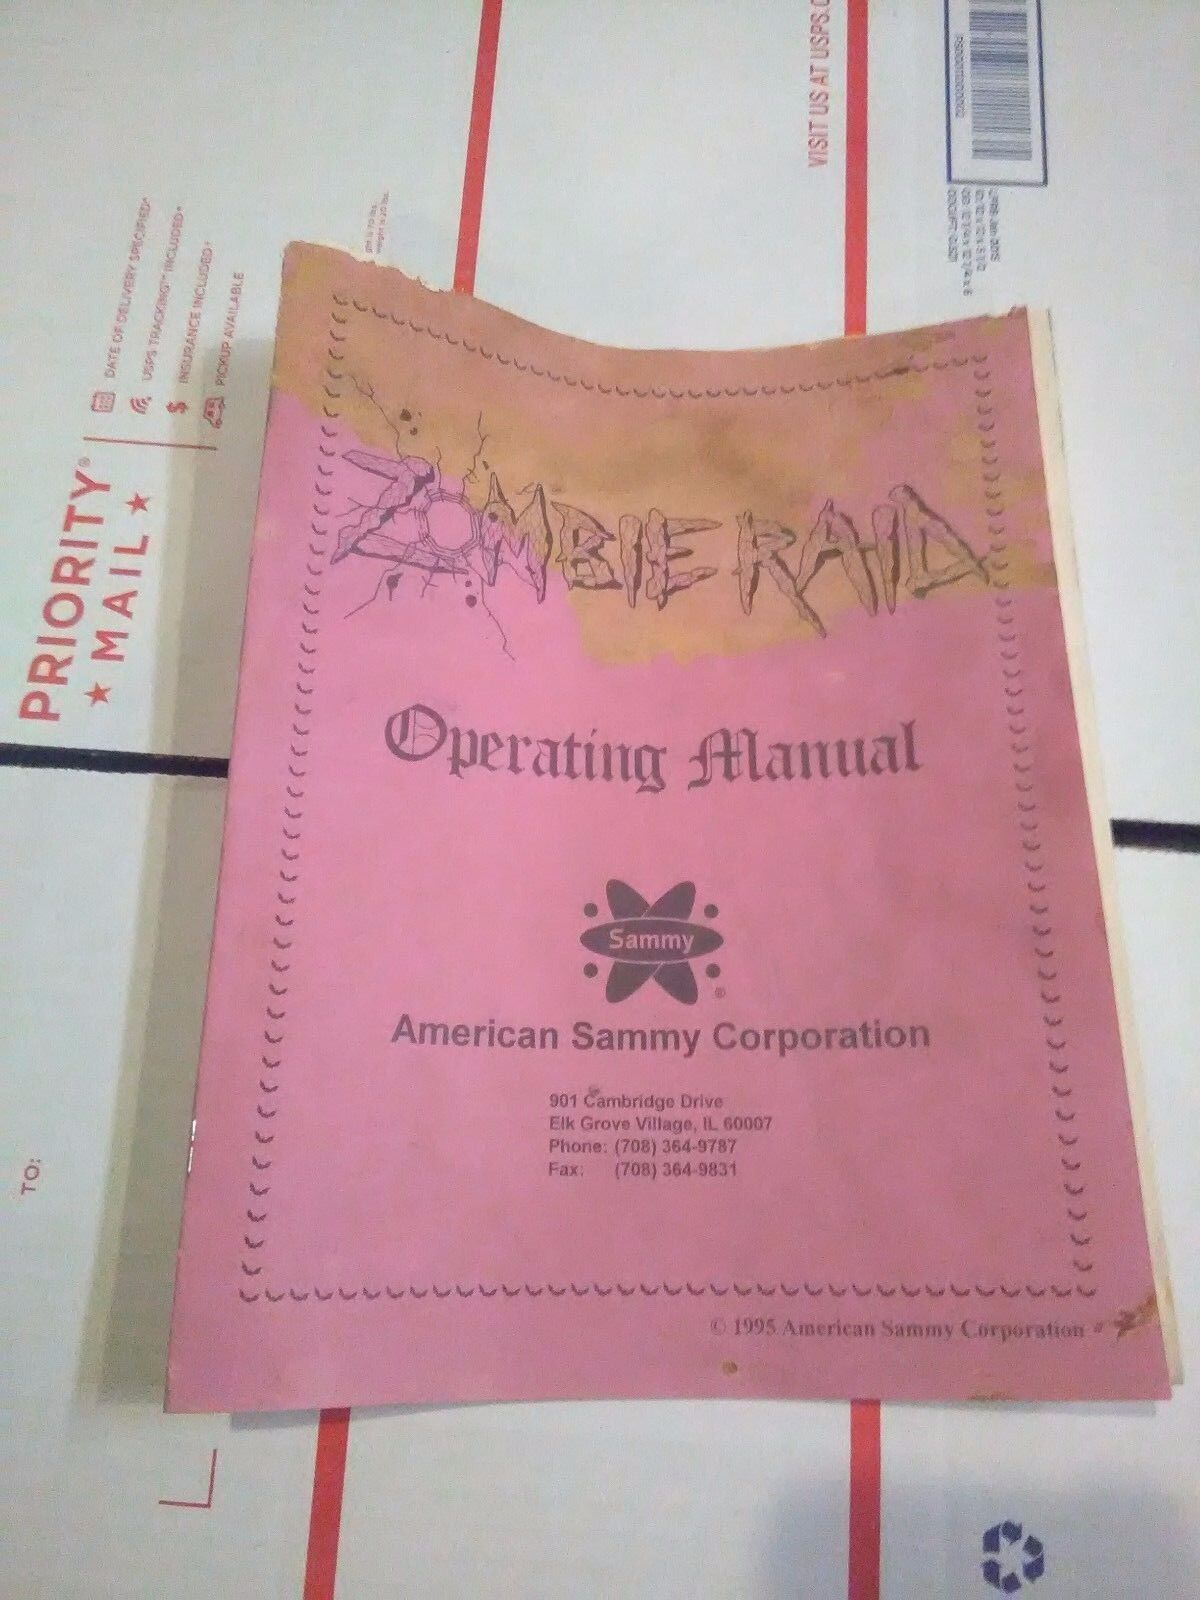 PRIORITY®
★ MAIL ★
DATE OF DELIVERY SPECIFIED*
USPS TRACKING™ INCLUDED*
$ INSURANCE INCLUDED*
PICKUP AVAILABLE
TO:
VISIT US AT USPS.C
ZOMBIE RAID
Operating Manual
Sammy
®
American Sammy Corporation
901 Cambridge Drive
Elk Grove Village, IL 60007
Phone: (708) 364-9787
Fax: (708) 364-9831
© 1995 American Sammy Corporation